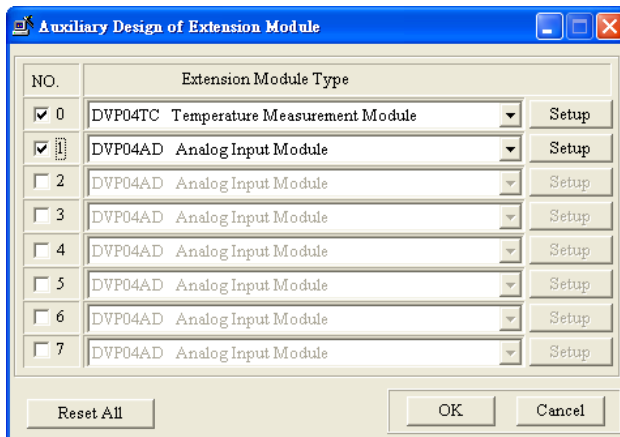 Auxiliary Design of Extension Module
NO. Extension Module Type
0 DVP04TC Temperature Measurement Module Setup
1 DVP04AD Analog Input Module Setup
2 DVP04AD Analog Input Module Setup
3 DVP04AD Analog Input Module Setup
4 DVP04AD Analog Input Module Setup
5 DVP04AD Analog Input Module Setup
6 DVP04AD Analog Input Module Setup
7 DVP04AD Analog Input Module Setup
Reset All OK Cancel